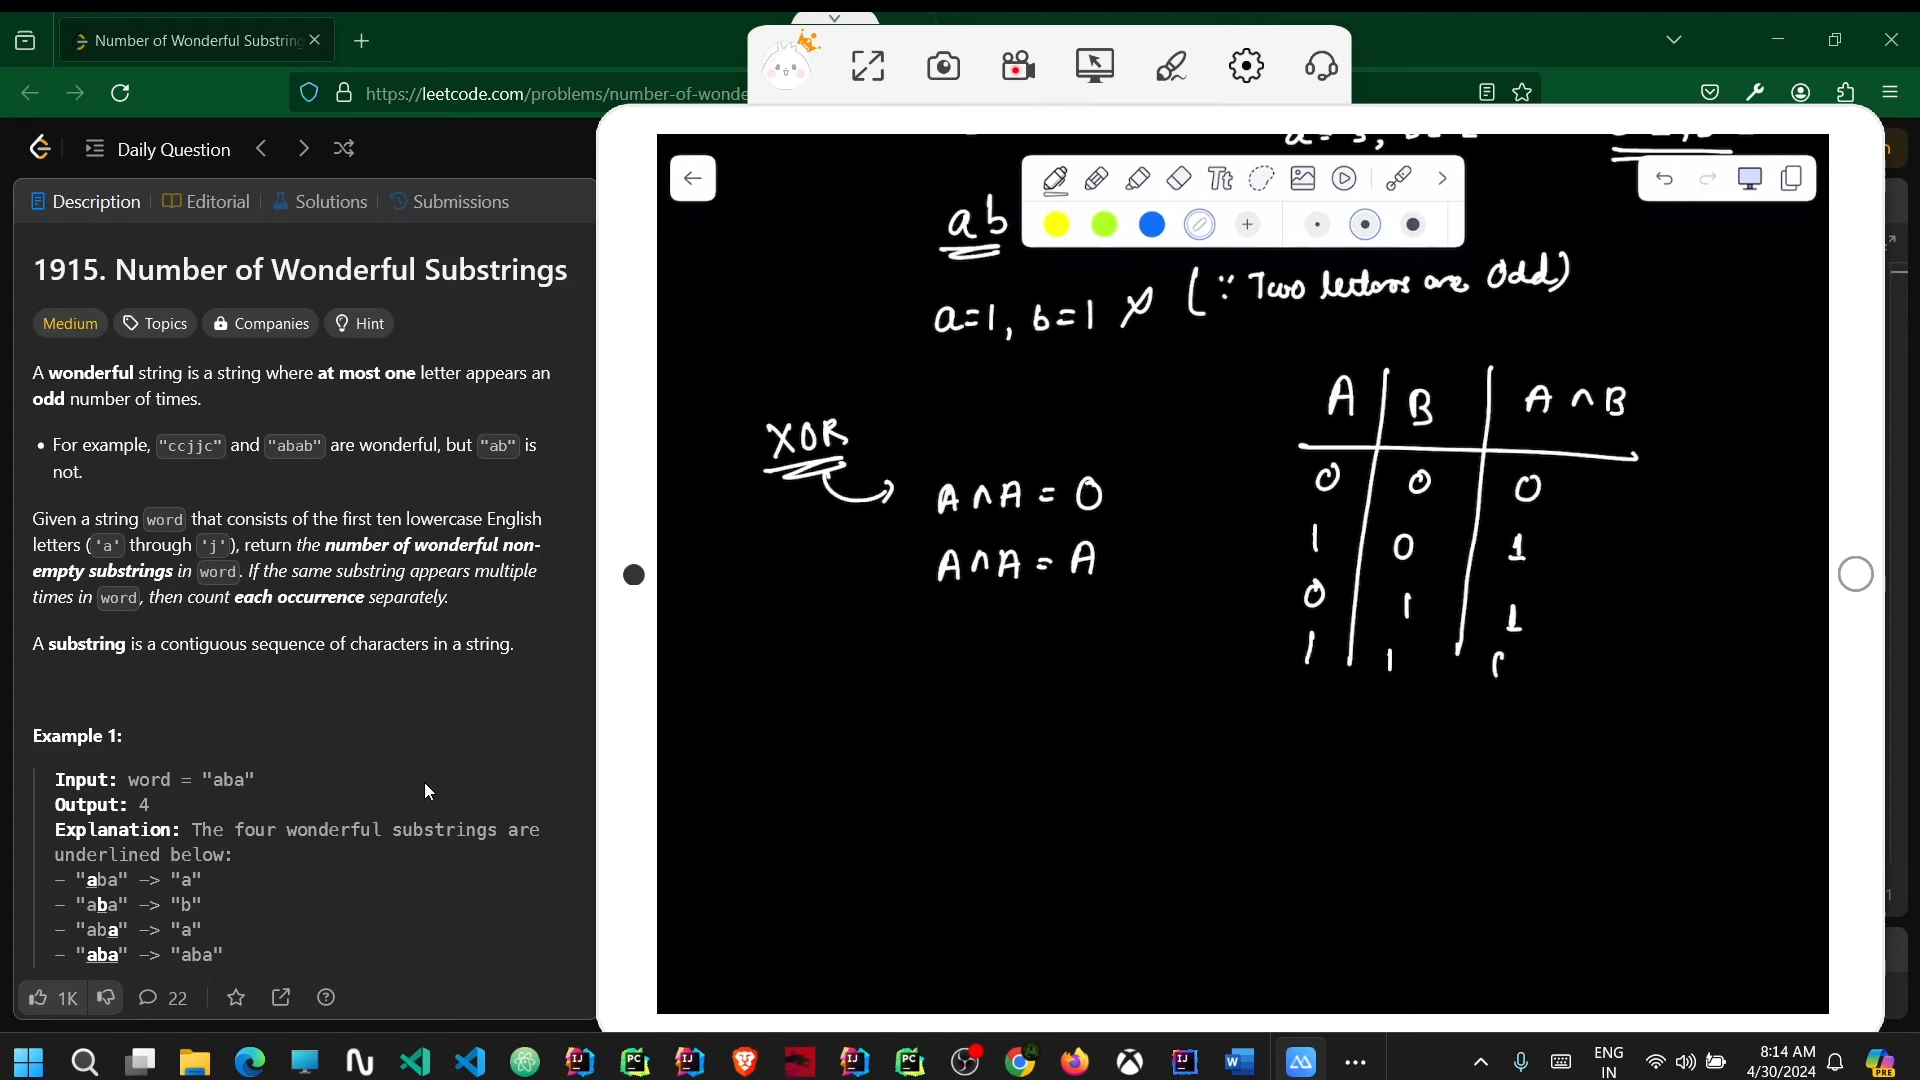 Number of Wonderful Substring
https://leetcode.com/problems/number-of-wonde
Daily Question
Description
Editorial
Solutions
Submissions
1915. Number of Wonderful Substrings
Medium
Topics
Companies
Hint
A wonderful string is a string where at most one letter appears an
odd number of times.
• For example, "ccjjc" and "abab" are wonderful, but "ab" is
not.
Given a string word that consists of the first ten lowercase English
letters ('a' through 'j'), return the number of wonderful non-
empty substrings in word. If the same substring appears multiple
times in word, then count each occurrence separately.
A substring is a contiguous sequence of characters in a string.
Example 1:
Input: word = "aba"
Output: 4
Explanation: The four wonderful substrings are
underlined below:
- "aba" -> "a"
- "aba" -> "b"
- "aba" -> "a"
- "aba" -> "aba"
1K
22
Tt
ab
a=1, b=1 ✗ (∵ Two letters are Odd)
XOR
A ∧ A = 0
A ∧ A = A
A B A ∧ B
0 0 0
1 0 1
0 1 1
1 1
ENG
IN
8:14 AM
4/30/2024